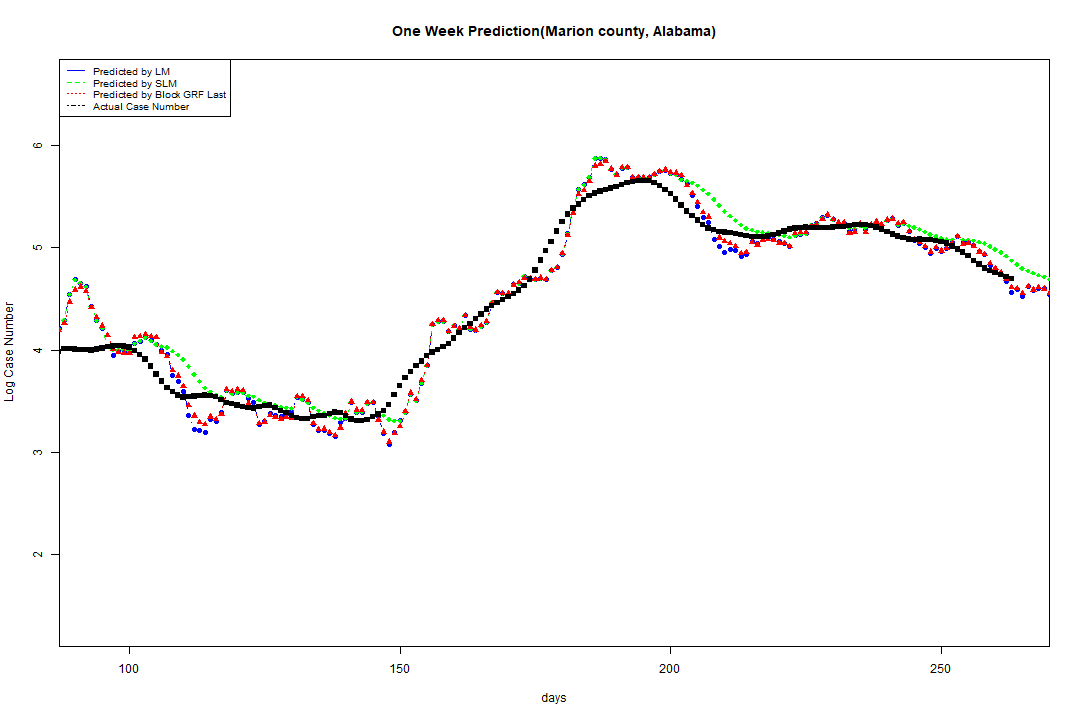 One Week Prediction(Marion county, Alabama)
Predicted by LM
Predicted by SLM
Predicted by Block GRF Last
Actual Case Number
6
5
4
3
2
Log Case Number
100 150 200 250
days